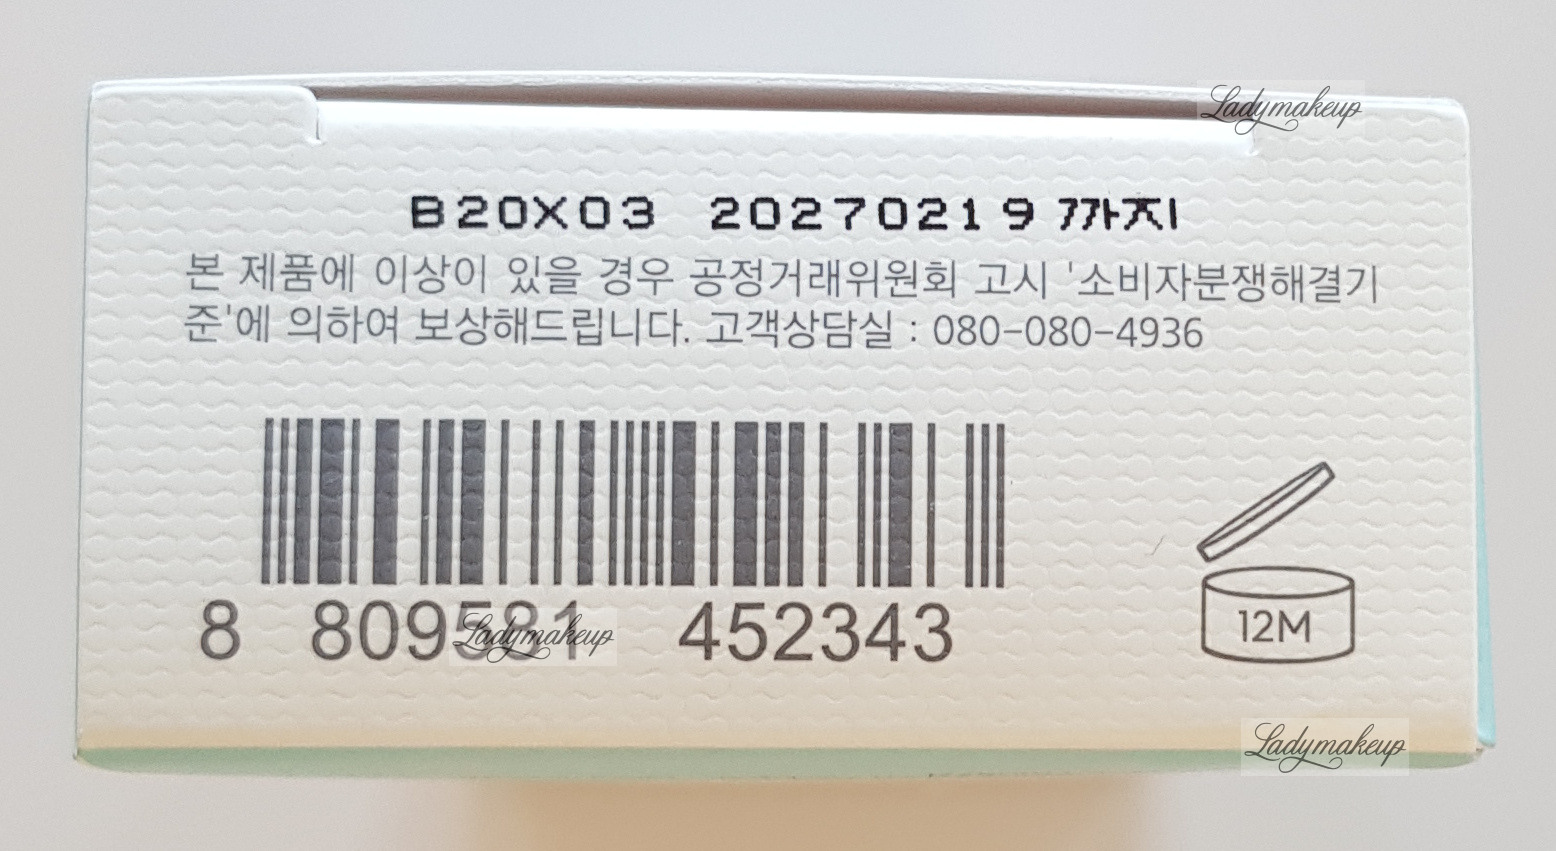 Ladymakeup
B20X03 20270219 까지
본 제품에 이상이 있을 경우 공정거래위원회 고시 '소비자분쟁해결기
준'에 의하여 보상해드립니다. 고객상담실 : 080-080-4936
8 809581 452343
Ladymakeup
12M
Ladymakeup